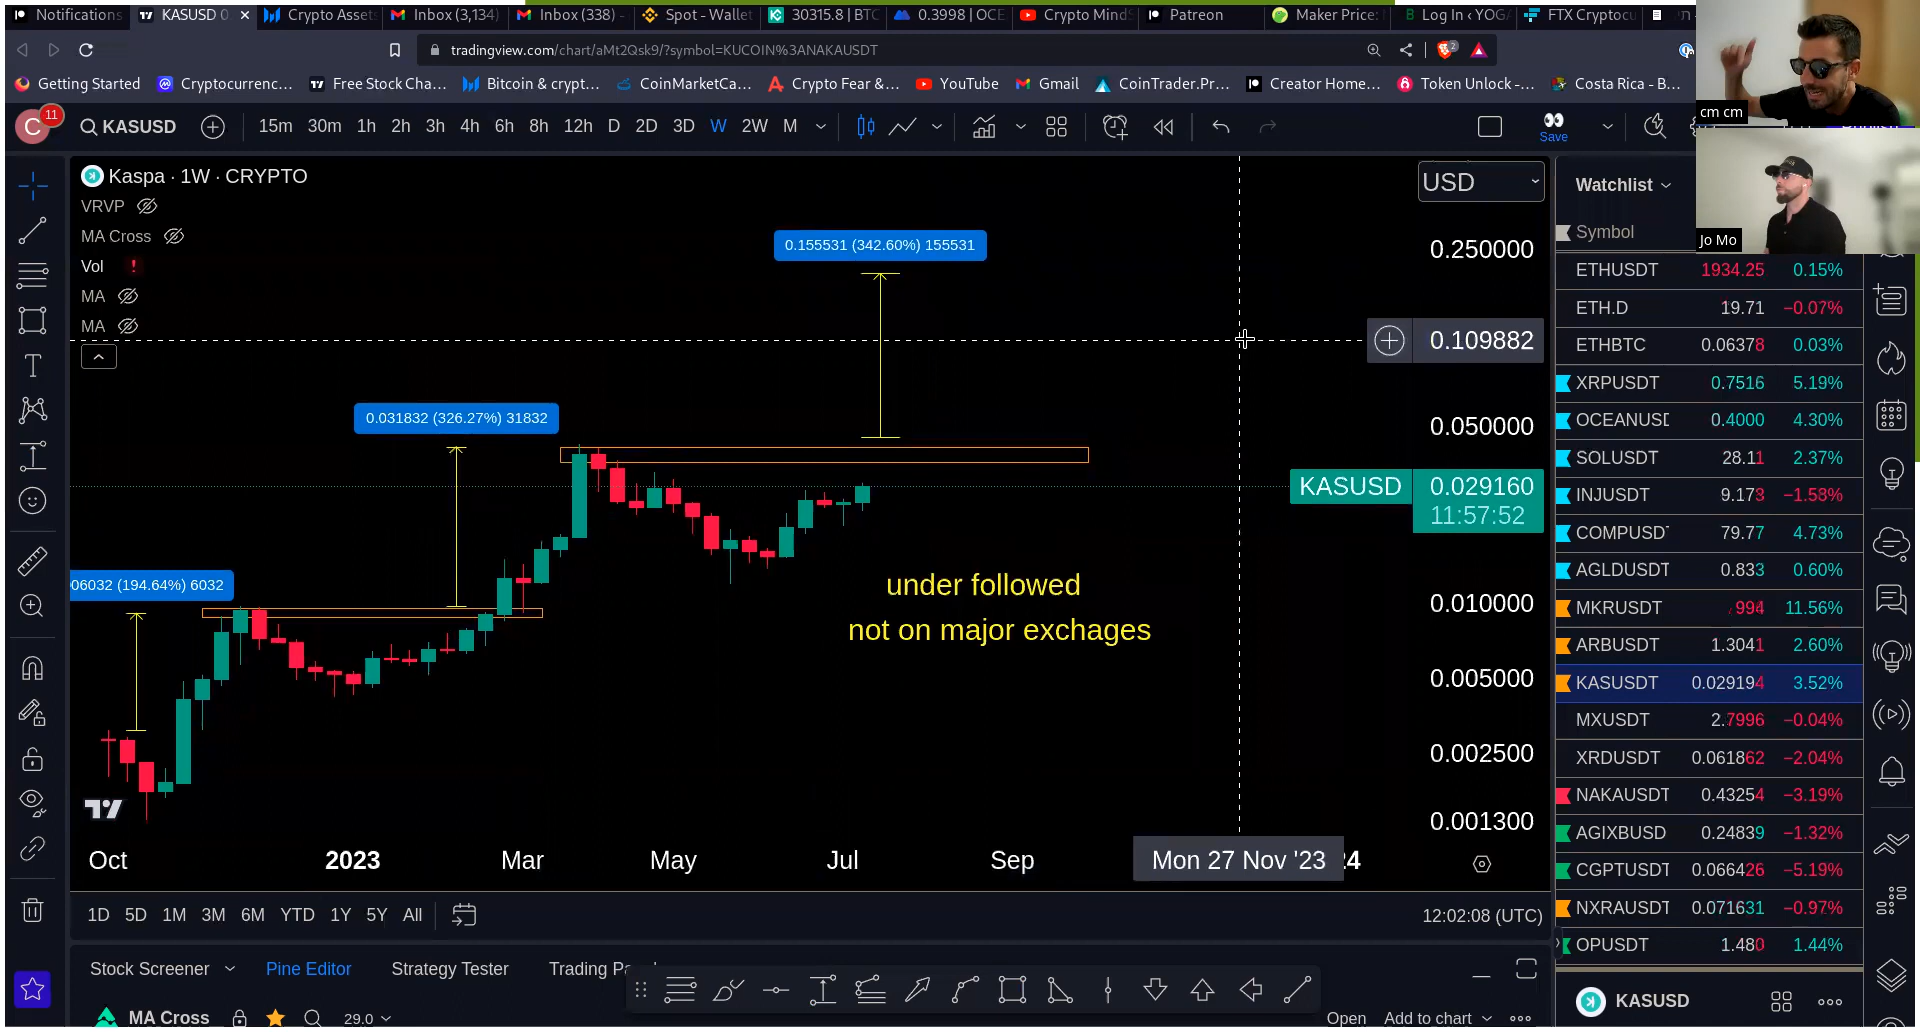 Notifications
KASUSD 0
Crypto Asset
Inbox (3,134)
Inbox (338) -
Spot - Walle
30315.8 | BTC
0.3998 | OCE
Crypto Mind
Patreon
Maker Price:
Log In ‹ YOG
FTX Cryptocu
tradingview.com/chart/aMt2Qsk9/?symbol=KUCOIN%3ANAKAUSDT
2
Getting Started
Cryptocurrenc...
Free Stock Cha...
Bitcoin & crypt...
CoinMarketCa...
Crypto Fear &...
YouTube
Gmail
CoinTrader.Pr...
Creator Home...
Token Unlock -...
Costa Rica - B...
cm cm
Jo Mo
C
11
KASUSD
15m 30m 1h 2h 3h 4h 6h 8h 12h D 2D 3D W 2W M
Save
Kaspa · 1W · CRYPTO
VRVP
MA Cross
Vol !
MA
MA
USD
0.250000
0.109882
0.050000
KASUSD 0.029160
11:57:52
0.010000
0.005000
0.002500
0.001300
0.155531 (342.60%) 155531
0.031832 (326.27%) 31832
06032 (194.64%) 6032
under followed
not on major exchages
Oct 2023 Mar May Jul Sep Mon 27 Nov '23 24
1D 5D 1M 3M 6M YTD 1Y 5Y All
12:02:08 (UTC)
Stock Screener
Pine Editor
Strategy Tester
MA Cross
29.0
Open
Add to chart
Watchlist
Symbol
ETHUSDT 1934.25 0.15%
ETH.D 19.71 −0.07%
ETHBTC 0.06378 0.03%
XRPUSDT 0.7516 5.19%
OCEANUSD 0.4000 4.30%
SOLUSDT 28.11 2.37%
INJUSDT 9.173 −1.58%
COMPUSDT 79.77 4.73%
AGLDUSDT 0.833 0.60%
MKRUSDT 994 11.56%
ARBUSDT 1.3041 2.60%
KASUSDT 0.029194 3.52%
MXUSDT 2.7996 −0.04%
XRDUSDT 0.061862 −2.04%
NAKAUSDT 0.43254 −3.19%
AGIXBUSD 0.24839 −1.32%
CGPTUSDT 0.066426 −5.19%
NXRAUSDT 0.071631 −0.97%
OPUSDT 1.480 1.44%
KASUSD